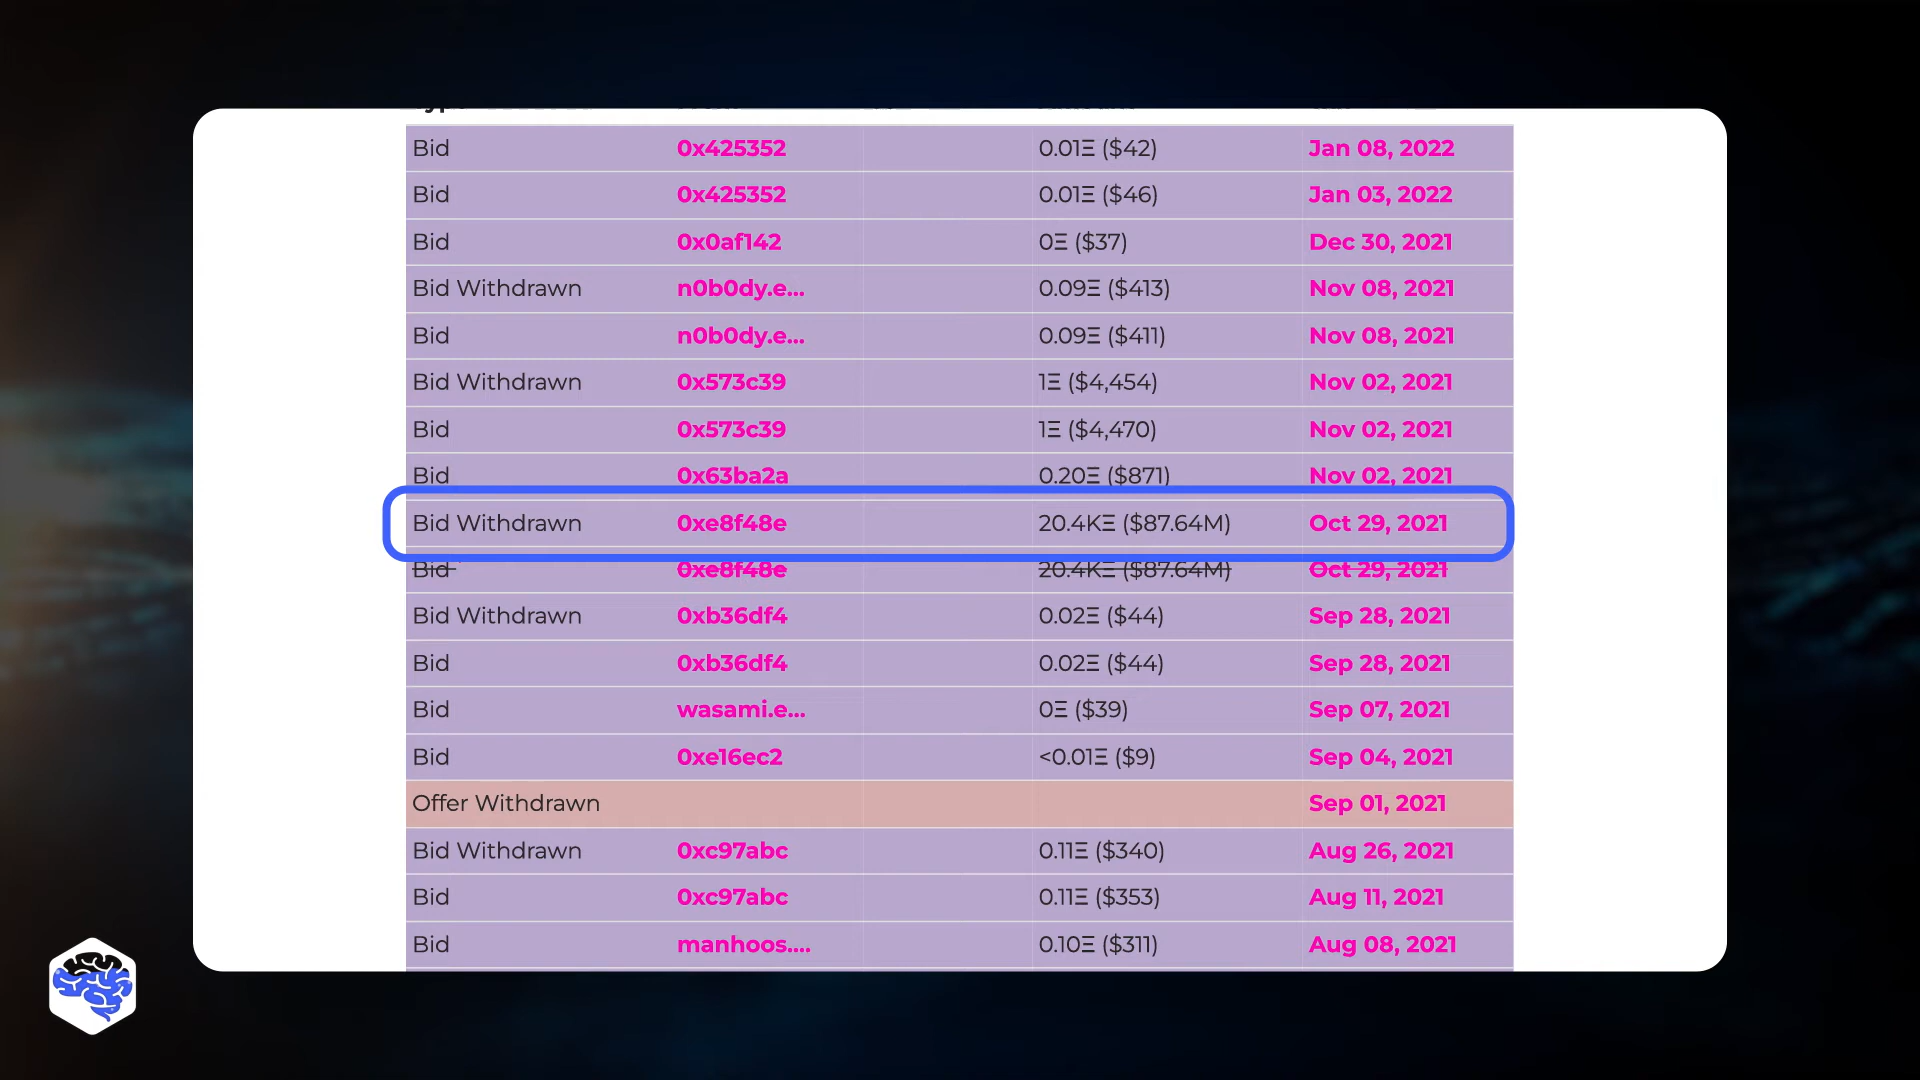 Bid 0x425352 0.01Ξ ($42) Jan 08, 2022
Bid 0x425352 0.01Ξ ($46) Jan 03, 2022
Bid 0x0af142 0Ξ ($37) Dec 30, 2021
Bid Withdrawn n0b0dy.e... 0.09Ξ ($413) Nov 08, 2021
Bid n0b0dy.e... 0.09Ξ ($411) Nov 08, 2021
Bid Withdrawn 0x573c39 1Ξ ($4,454) Nov 02, 2021
Bid 0x573c39 1Ξ ($4,470) Nov 02, 2021
Bid 0x63ba2a 0.20Ξ ($871) Nov 02, 2021
Bid Withdrawn 0xe8f48e 20.4KΞ ($87.64M) Oct 29, 2021
Bid 0xe8f48e 20.4KΞ ($87.64M) Oct 29, 2021
Bid Withdrawn 0xb36df4 0.02Ξ ($44) Sep 28, 2021
Bid 0xb36df4 0.02Ξ ($44) Sep 28, 2021
Bid wasami.e... 0Ξ ($39) Sep 07, 2021
Bid 0xe16ec2 <0.01Ξ ($9) Sep 04, 2021
Offer Withdrawn Sep 01, 2021
Bid Withdrawn 0xc97abc 0.11Ξ ($340) Aug 26, 2021
Bid 0xc97abc 0.11Ξ ($353) Aug 11, 2021
Bid manhoos.... 0.10Ξ ($311) Aug 08, 2021